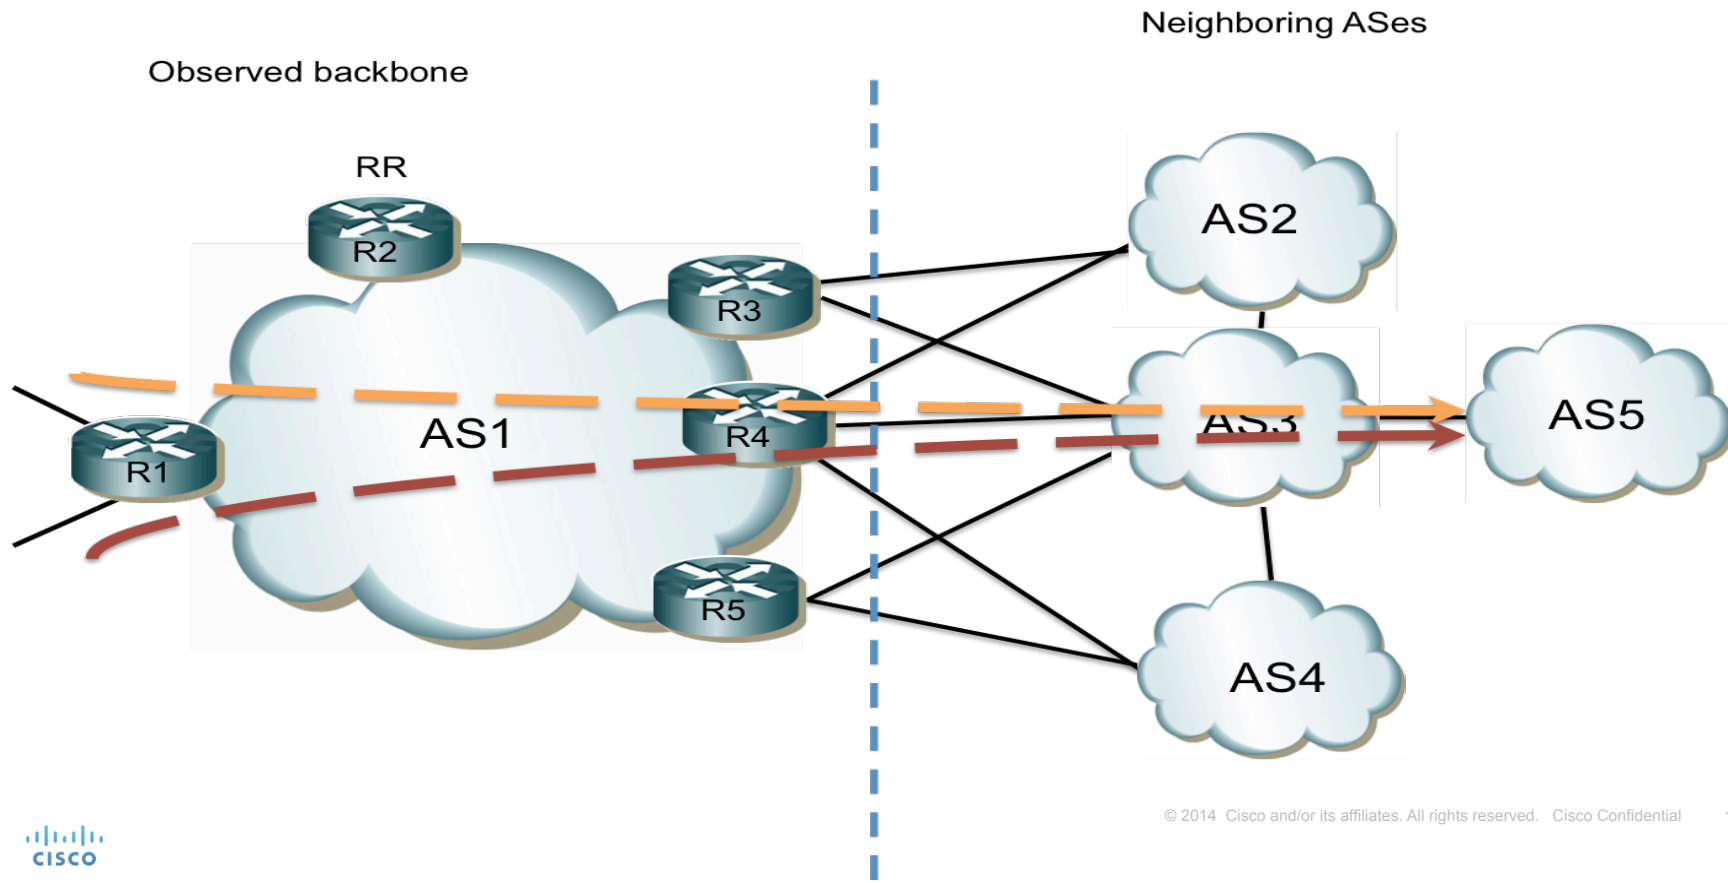 Neighboring ASes
Observed backbone
RR
R2
R3
AS2
R1
AS1
R4
AS3
AS5
R5
AS4
© 2014 Cisco and/or its affiliates. All rights reserved. Cisco Confidential
CISCO